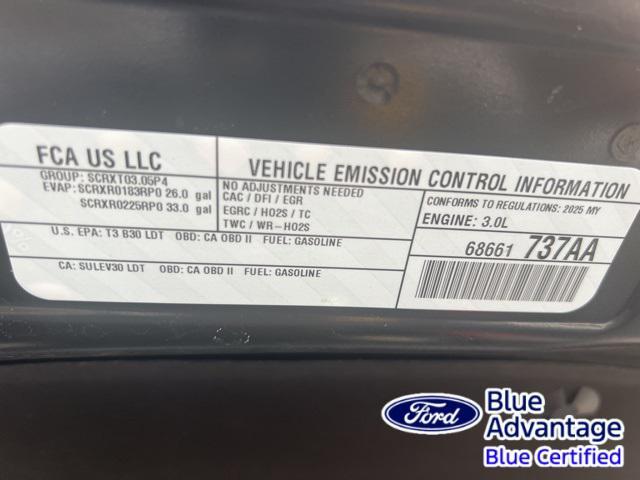 FCA US LLC
GROUP: SCRXT03.05P4
EVAP: SCRXR0183RP0 26.0 gal
SCRXR0225RP0 33.0 gal
VEHICLE EMISSION CONTROL INFORMATION
NO ADJUSTMENTS NEEDED
CAC / DFI / EGR
EGRC / HO2S / TC
TWC / WR-HO2S
CONFORMS TO REGULATIONS: 2025 MY
ENGINE: 3.0L
U.S. EPA: T3 B30 LDT OBD: CA OBD II FUEL: GASOLINE
CA: SULEV30 LDT OBD: CA OBD II FUEL: GASOLINE
68661 737AA
Ford
Blue
Advantage
Blue Certified